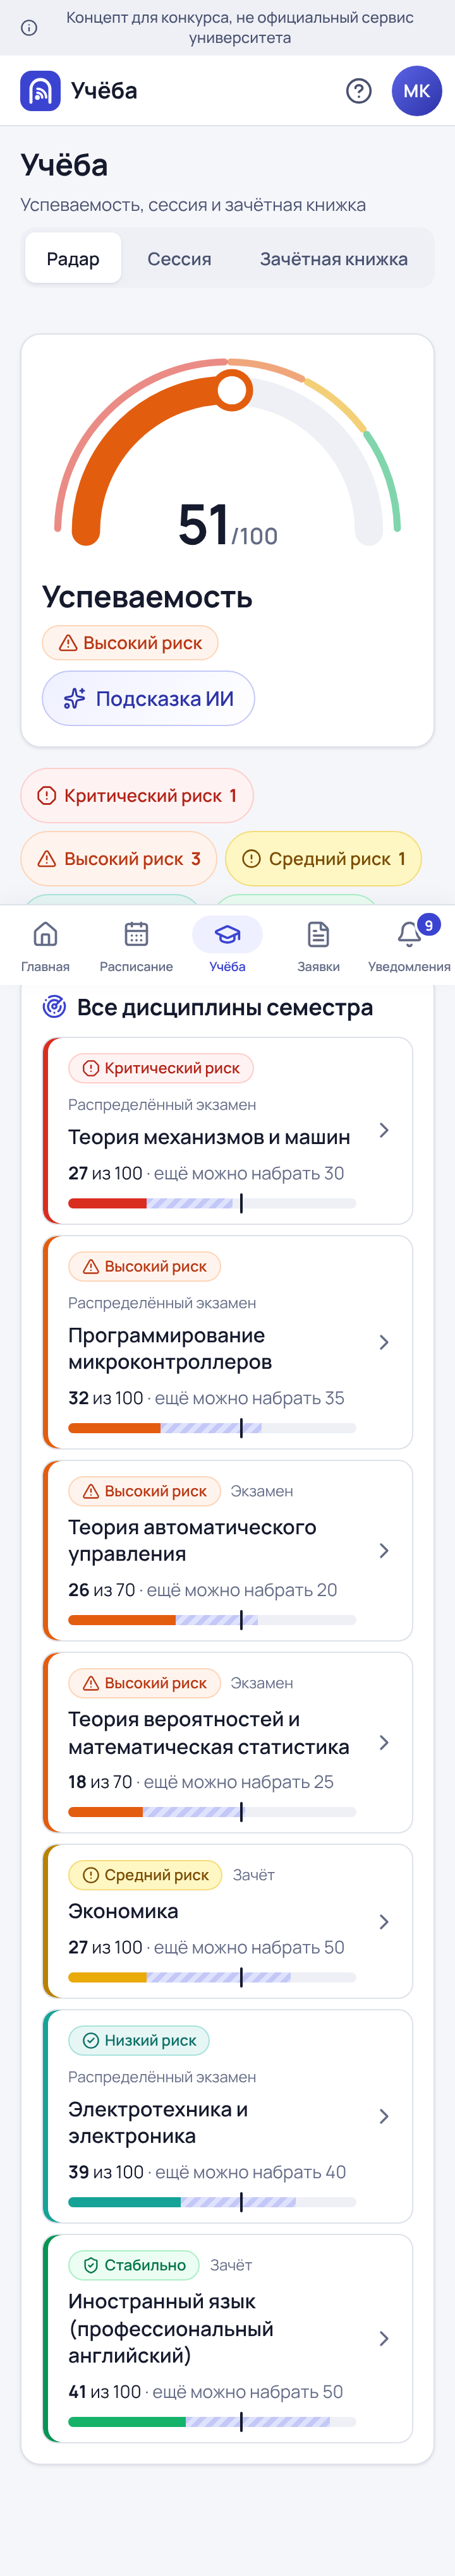 Концепт для конкурса, не официальный сервис
университета
Учёба
МК
Учёба
Успеваемость, сессия и зачётная книжка
Радар
Сессия
Зачётная книжка
51/100
Успеваемость
Высокий риск
Подсказка ИИ
Критический риск 1
Высокий риск 3
Средний риск 1
Главная
Расписание
Учёба
Заявки
9
Уведомления
Все дисциплины семестра
Критический риск
Распределённый экзамен
Теория механизмов и машин
27 из 100 · ещё можно набрать 30
Высокий риск
Распределённый экзамен
Программирование
микроконтроллеров
32 из 100 · ещё можно набрать 35
Высокий риск Экзамен
Теория автоматического
управления
26 из 70 · ещё можно набрать 20
Высокий риск Экзамен
Теория вероятностей и
математическая статистика
18 из 70 · ещё можно набрать 25
Средний риск Зачёт
Экономика
27 из 100 · ещё можно набрать 50
Низкий риск
Распределённый экзамен
Электротехника и
электроника
39 из 100 · ещё можно набрать 40
Стабильно Зачёт
Иностранный язык
(профессиональный
английский)
41 из 100 · ещё можно набрать 50